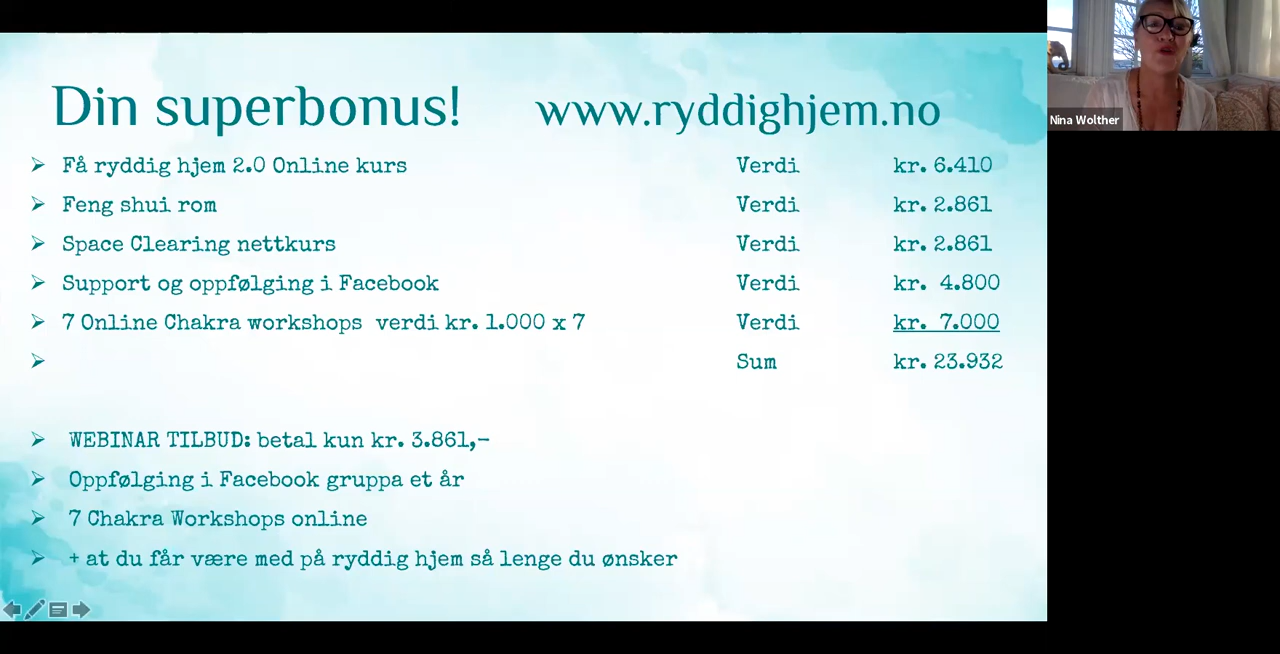 Din superbonus! www.ryddighjem.no
Få ryddig hjem 2.0 Online kurs Verdi kr. 6.410
Feng shui rom Verdi kr. 2.861
Space Clearing nettkurs Verdi kr. 2.861
Support og oppfølging i Facebook Verdi kr. 4.800
7 Online Chakra workshops verdi kr. 1.000 x 7 Verdi kr. 7.000
Sum kr. 23.932
WEBINAR TILBUD: betal kun kr. 3.861,-
Oppfølging i Facebook gruppa et år
7 Chakra Workshops online
+ at du får være med på ryddig hjem så lenge du ønsker
Nina Wolther